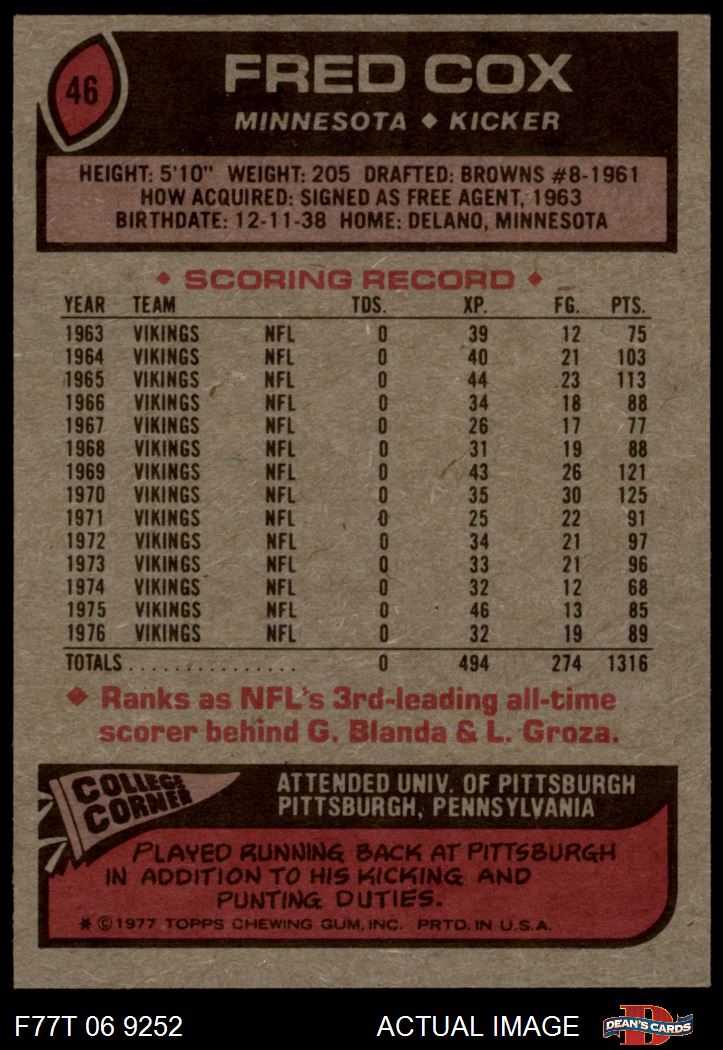 46
FRED COX
MINNESOTA ◆ KICKER
HEIGHT: 5'10" WEIGHT: 205 DRAFTED: BROWNS #8-1961
HOW ACQUIRED: SIGNED AS FREE AGENT, 1963
BIRTHDATE: 12-11-38 HOME: DELANO, MINNESOTA
◆ SCORING RECORD ◆
YEAR TEAM TDS. XP. FG. PTS.
1963 VIKINGS NFL 0 39 12 75
1964 VIKINGS NFL 0 40 21 103
1965 VIKINGS NFL 0 44 23 113
1966 VIKINGS NFL 0 34 18 88
1967 VIKINGS NFL 0 26 17 77
1968 VIKINGS NFL 0 31 19 88
1969 VIKINGS NFL 0 43 26 121
1970 VIKINGS NFL 0 35 30 125
1971 VIKINGS NFL 0 25 22 91
1972 VIKINGS NFL 0 34 21 97
1973 VIKINGS NFL 0 33 21 96
1974 VIKINGS NFL 0 32 12 68
1975 VIKINGS NFL 0 46 13 85
1976 VIKINGS NFL 0 32 19 89
TOTALS............... 0 494 274 1316
◆ Ranks as NFL's 3rd-leading all-time
scorer behind G. Blanda & L. Groza.
COLLEGE
CORNER
ATTENDED UNIV. OF PITTSBURGH
PITTSBURGH, PENNSYLVANIA
PLAYED RUNNING BACK AT PITTSBURGH
IN ADDITION TO HIS KICKING AND
PUNTING DUTIES.
* © 1977 TOPPS CHEWING GUM, INC. PRTD. IN U.S.A.
F77T 06 9252 ACTUAL IMAGE
D
DEAN'S CARDS